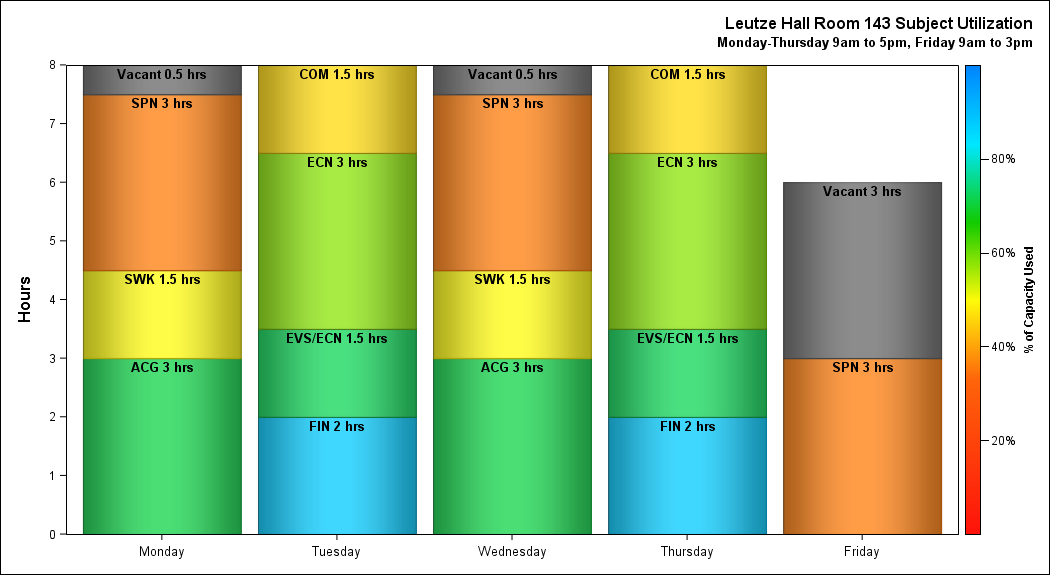 Leutze Hall Room 143 Subject Utilization
Monday-Thursday 9am to 5pm, Friday 9am to 3pm
Hours
8
7
6
5
4
3
2
1
0
Vacant 0.5 hrs
SPN 3 hrs
SWK 1.5 hrs
ACG 3 hrs
COM 1.5 hrs
ECN 3 hrs
EVS/ECN 1.5 hrs
FIN 2 hrs
Vacant 0.5 hrs
SPN 3 hrs
SWK 1.5 hrs
ACG 3 hrs
COM 1.5 hrs
ECN 3 hrs
EVS/ECN 1.5 hrs
FIN 2 hrs
Vacant 3 hrs
SPN 3 hrs
Monday
Tuesday
Wednesday
Thursday
Friday
80%
60%
40%
20%
% of Capacity Used